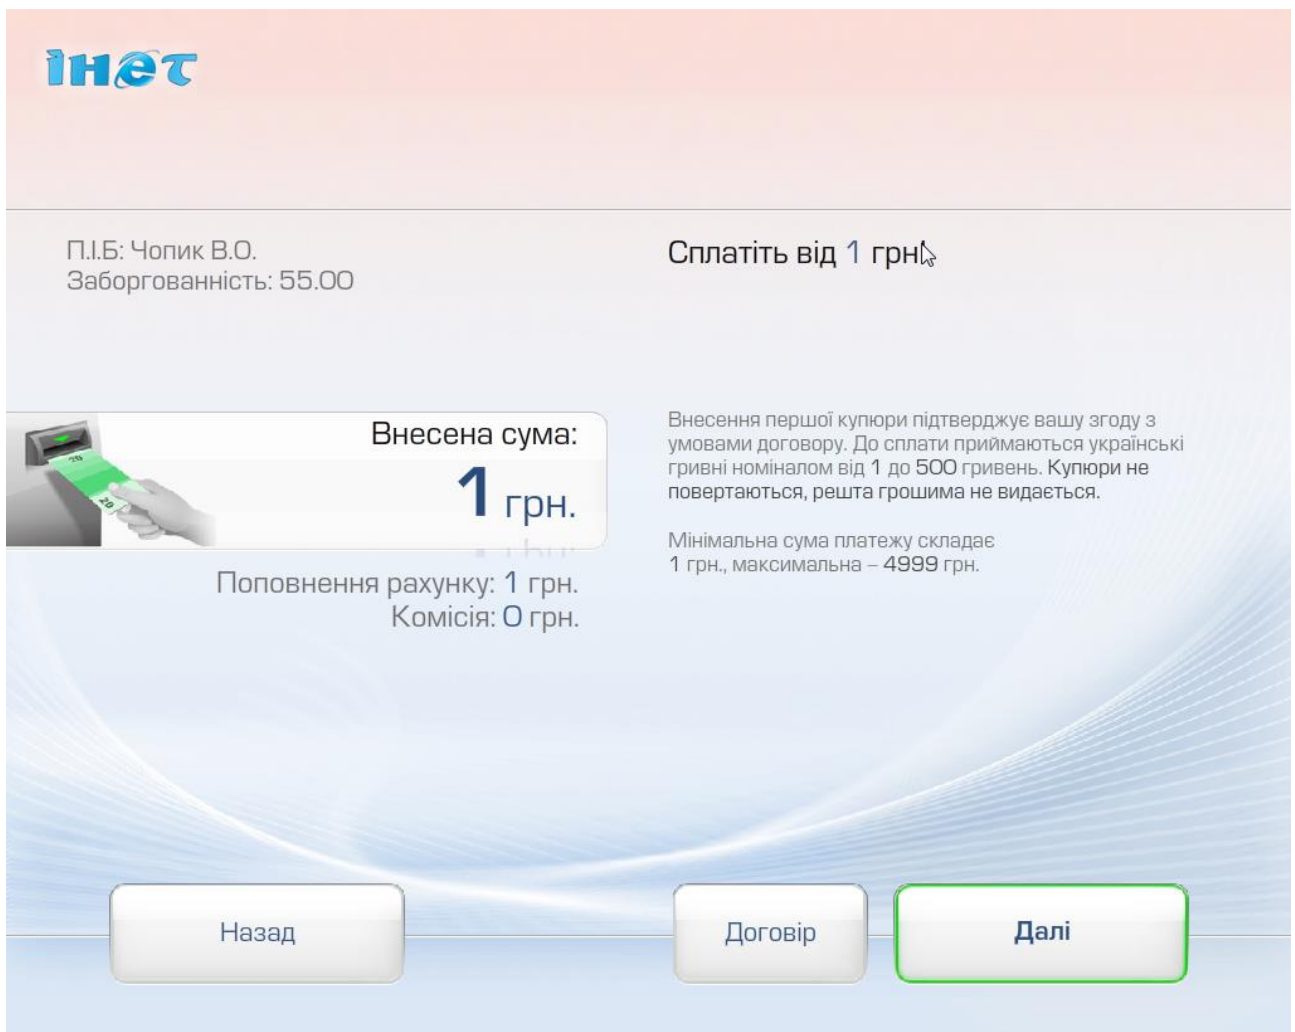 інет
П.І.Б: Чопик В.О.
Заборгованність: 55.00
Сплатіть від 1 грн.
Внесена сума:
1 грн.
Поповнення рахунку: 1 грн.
Комісія: 0 грн.
Внесення першої купюри підтверджує вашу згоду з
умовами договору. До сплати приймаються українські
гривні номіналом від 1 до 500 гривень. Купюри не
повертаються, решта грошима не видається.
Мінімальна сума платежу складає
1 грн., максимальна – 4999 грн.
20
20
Назад
Договір
Далі